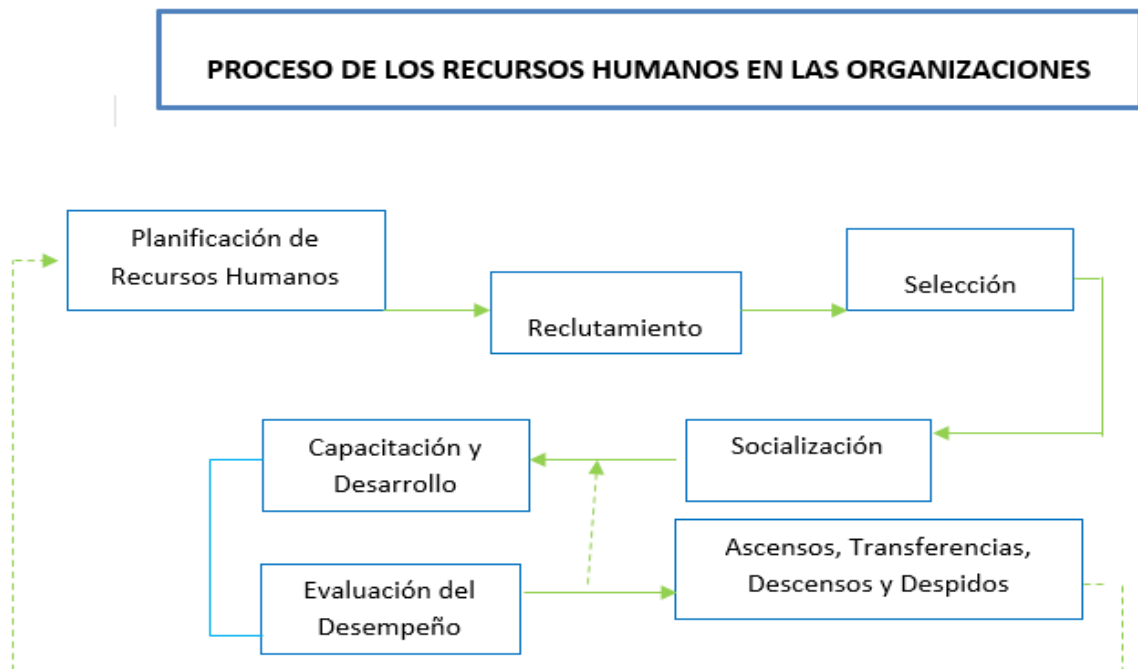 PROCESO DE LOS RECURSOS HUMANOS EN LAS ORGANIZACIONES
Planificación de
Recursos Humanos
Reclutamiento
Selección
Socialización
Capacitación y
Desarrollo
Evaluación del
Desempeño
Ascensos, Transferencias,
Descensos y Despidos